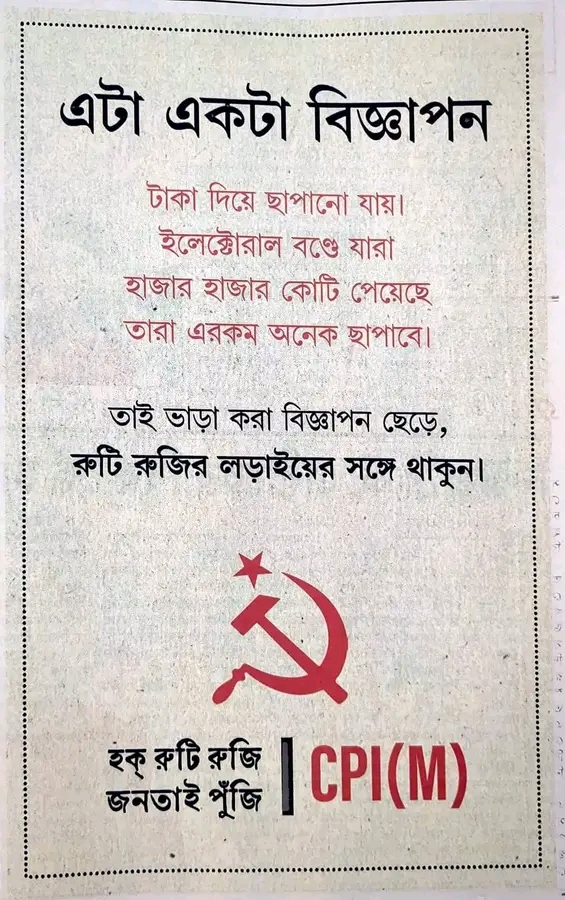 এটা একটা বিজ্ঞাপন
টাকা দিয়ে ছাপানো যায়।
ইলেক্টোরাল বণ্ডে যারা
হাজার হাজার কোটি পেয়েছে
তারা এরকম অনেক ছাপাবে।
তাই ভাড়া করা বিজ্ঞাপন ছেড়ে,
রুটি রুজির লড়াইয়ের সঙ্গে থাকুন।
হক্ রুটি রুজি
জনতাই পুঁজি
CPI(M)